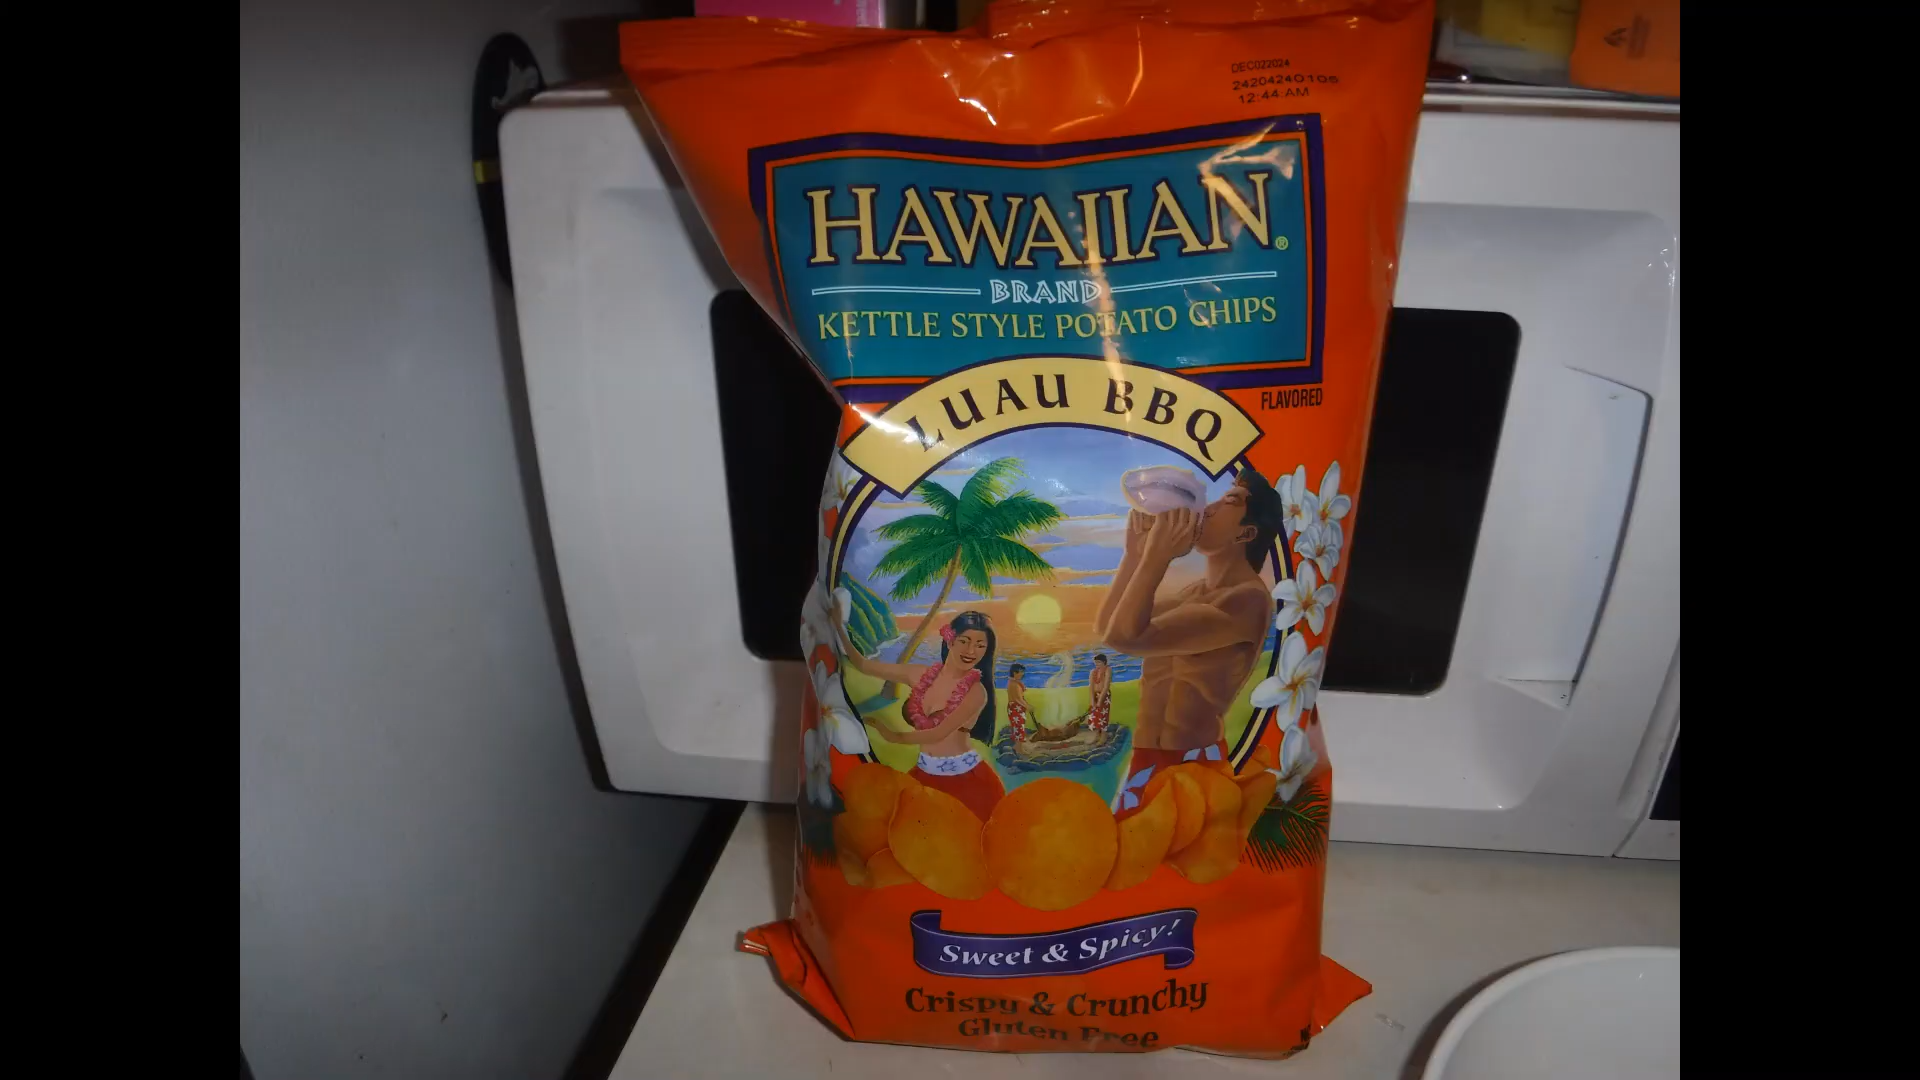 DEC022024
24204240106
12:44:AM
HAWAIIAN®
BRAND
KETTLE STYLE POTATO CHIPS
LUAU BBQ
FLAVORED
Sweet & Spicy!
Crispy & Crunchy
Gluten Free